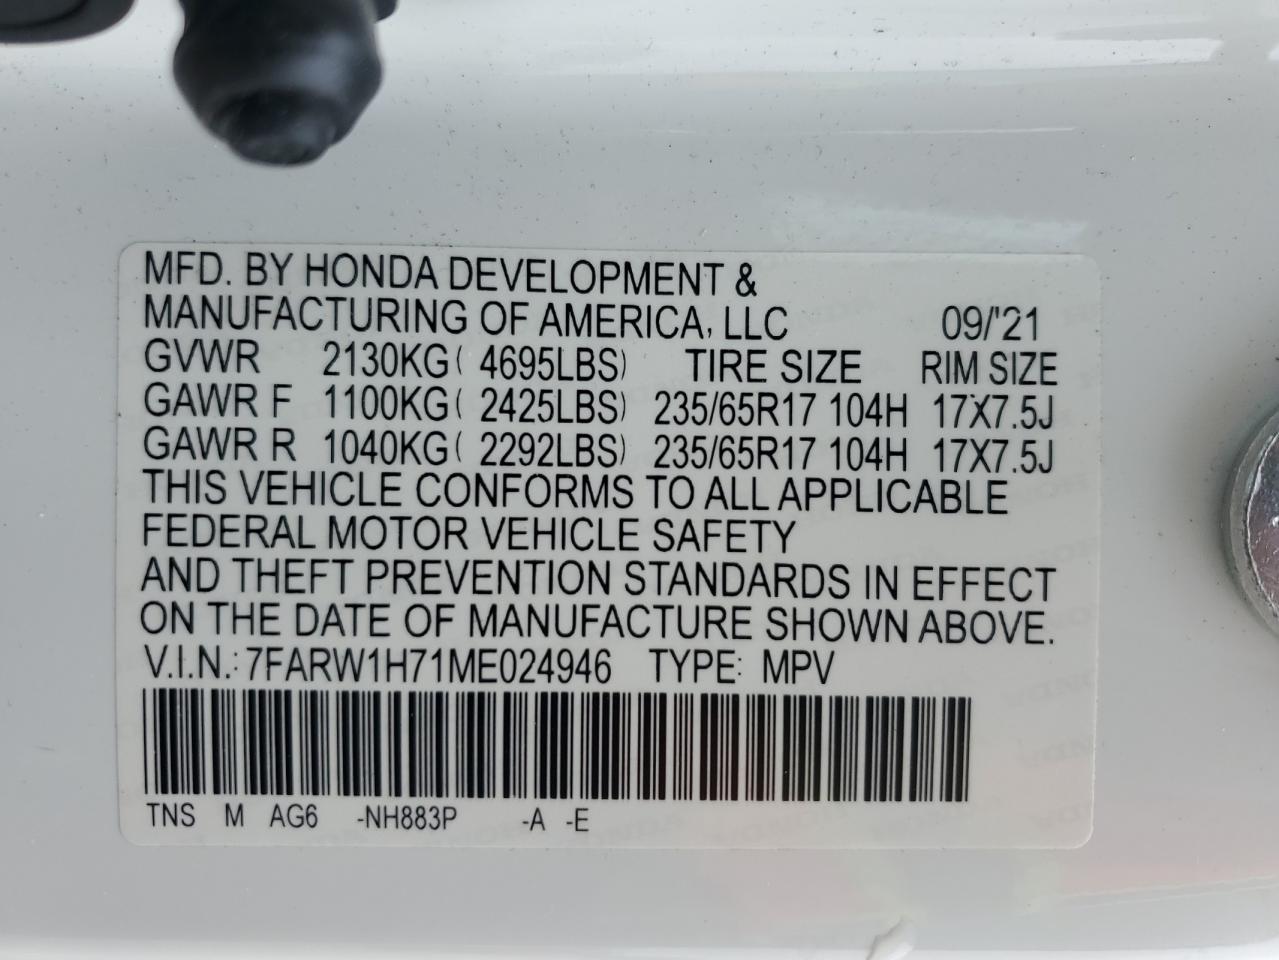 MFD. BY HONDA DEVELOPMENT &
MANUFACTURING OF AMERICA, LLC 09/'21
GVWR 2130KG( 4695LBS) TIRE SIZE RIM SIZE
GAWR F 1100KG( 2425LBS) 235/65R17 104H 17X7.5J
GAWR R 1040KG( 2292LBS) 235/65R17 104H 17X7.5J
THIS VEHICLE CONFORMS TO ALL APPLICABLE
FEDERAL MOTOR VEHICLE SAFETY
AND THEFT PREVENTION STANDARDS IN EFFECT
ON THE DATE OF MANUFACTURE SHOWN ABOVE.
V.I.N.: 7FARW1H71ME024946 TYPE: MPV
TNS M AG6 -NH883P -A -E